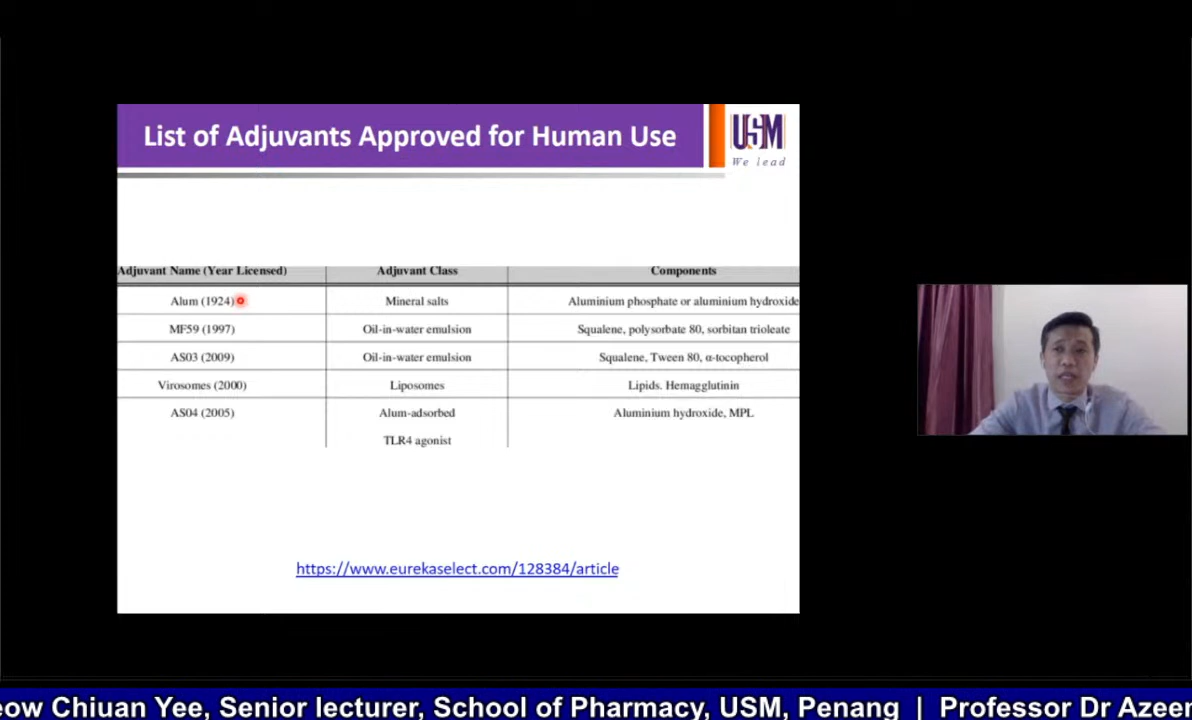 List of Adjuvants Approved for Human Use
USM
We lead
Adjuvant Name (Year Licensed) Adjuvant Class Components
Alum (1924) Mineral salts Aluminium phosphate or aluminium hydroxide
MF59 (1997) Oil-in-water emulsion Squalene, polysorbate 80, sorbitan trioleate
AS03 (2009) Oil-in-water emulsion Squalene, Tween 80, α-tocopherol
Virosomes (2000) Liposomes Lipids. Hemagglutinin
AS04 (2005) Alum-adsorbed Aluminium hydroxide, MPL
TLR4 agonist
https://www.eurekaselect.com/128384/article
eow Chiuan Yee, Senior lecturer, School of Pharmacy, USM, Penang | Professor Dr Azeem